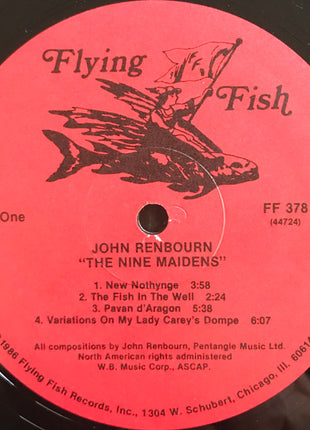 Flying Fish
One
FF 378
(44724)
JOHN RENBOURN
"THE NINE MAIDENS"
1. New Nothynge 3:58
2. The Fish In The Well 2:24
3. Pavan d'Aragon 5:38
4. Variations On My Lady Carey's Dompe 6:07
All compositions by John Renbourn, Pentangle Music Ltd.
North American rights administered
W.B. Music Corp., ASCAP.
1986 Flying Fish Records, Inc., 1304 W. Schubert, Chicago, Ill. 6061